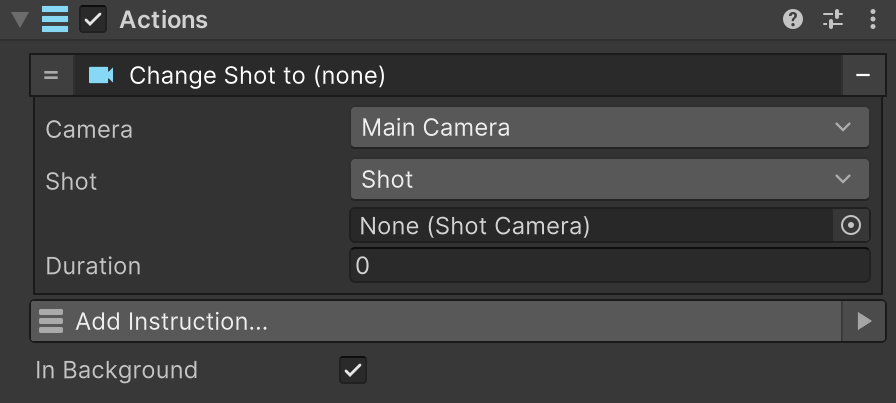 Actions
Change Shot to (none)
Camera
Main Camera
Shot
Shot
None (Shot Camera)
Duration
0
Add Instruction...
In Background